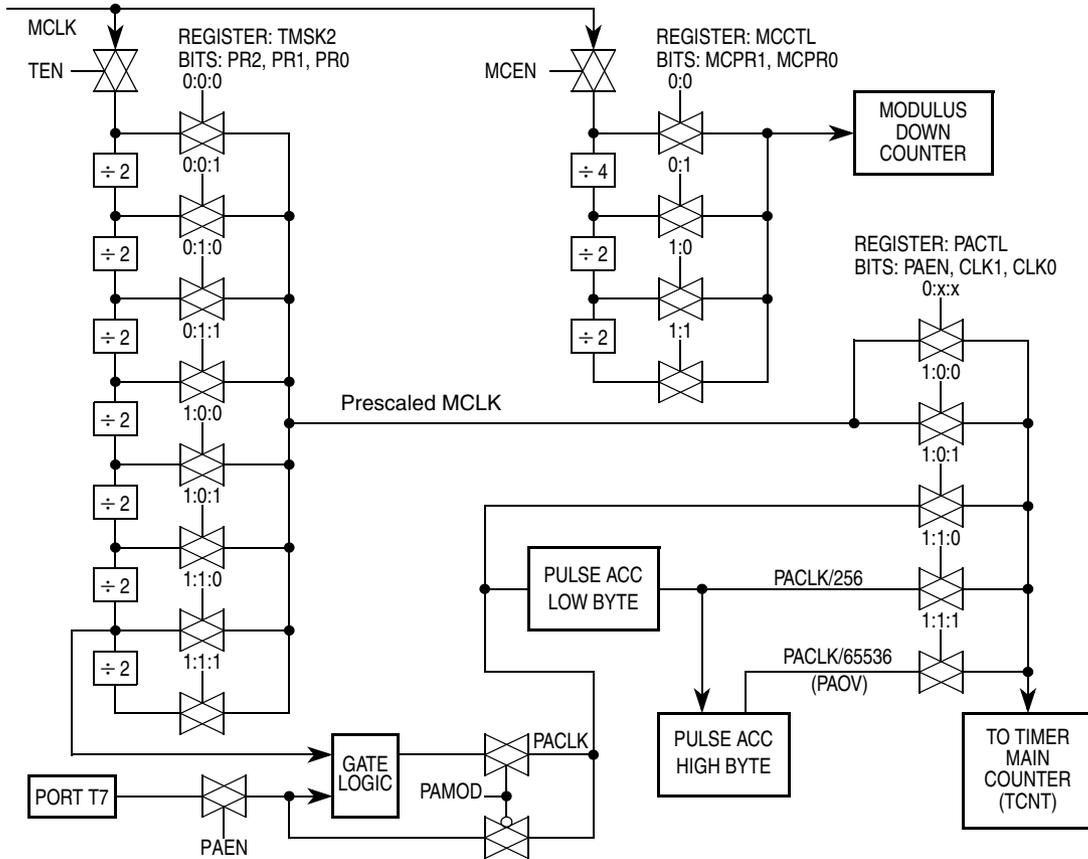 MCLK
TEN
REGISTER: TMSK2
BITS: PR2, PR1, PR0
0:0:0
÷ 2
0:0:1
÷ 2
0:1:0
÷ 2
0:1:1
÷ 2
1:0:0
÷ 2
1:0:1
÷ 2
1:1:0
÷ 2
1:1:1
MCEN
REGISTER: MCCTL
BITS: MCPR1, MCPR0
0:0
÷ 4
0:1
÷ 2
1:0
÷ 2
1:1
MODULUS
DOWN
COUNTER
Prescaled MCLK
REGISTER: PACTL
BITS: PAEN, CLK1, CLK0
0:x:x
1:0:0
1:0:1
1:1:0
1:1:1
PULSE ACC
LOW BYTE
PACLK/256
PACLK/65536
(PAOV)
PULSE ACC
HIGH BYTE
TO TIMER
MAIN
COUNTER
(TCNT)
PORT T7
PAEN
GATE
LOGIC
PACLK
PAMOD